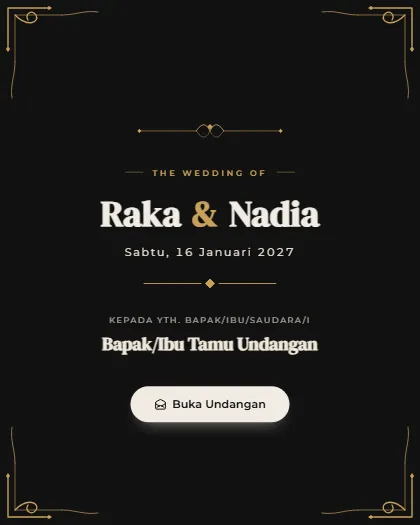 THE WEDDING OF
Raka & Nadia
Sabtu, 16 Januari 2027
KEPADA YTH. BAPAK/IBU/SAUDARA/I
Bapak/Ibu Tamu Undangan
Buka Undangan